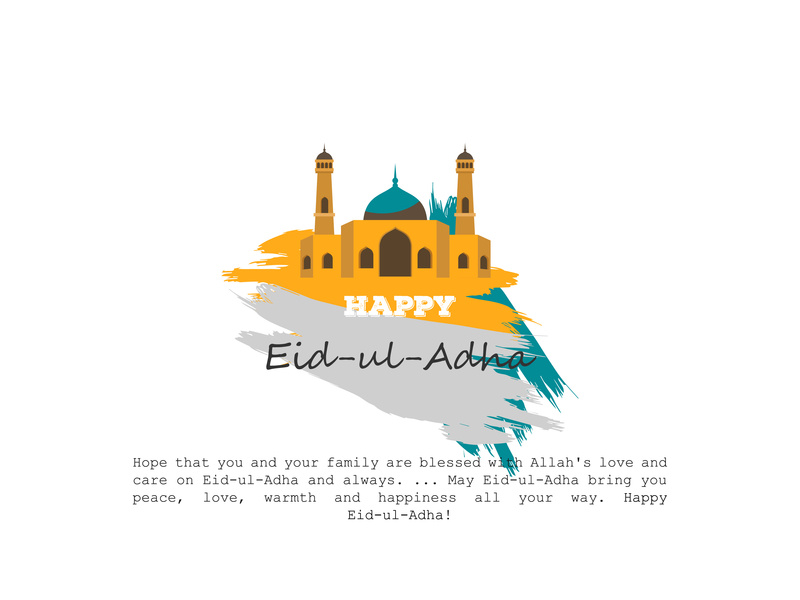 HAPPY
Eid-ul-Adha
Hope that you and your family are blessed with Allah's love and
care on Eid-ul-Adha and always. ... May Eid-ul-Adha bring you
peace, love, warmth and happiness all your way. Happy
Eid-ul-Adha!